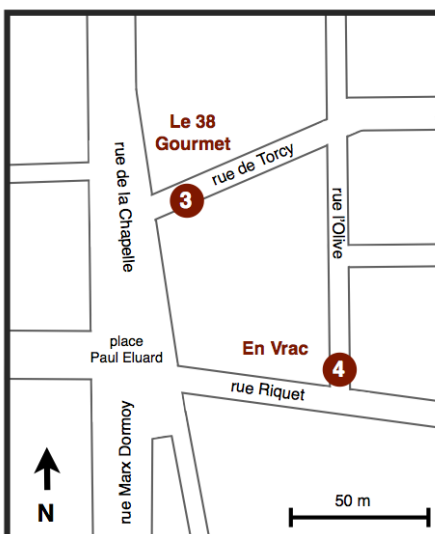 Le 38
Gourmet
rue de Torcy
3
rue de la Chapelle
rue l'Olive
place
Paul Eluard
En Vrac
4
rue Riquet
rue Marx Dormoy
N
50 m